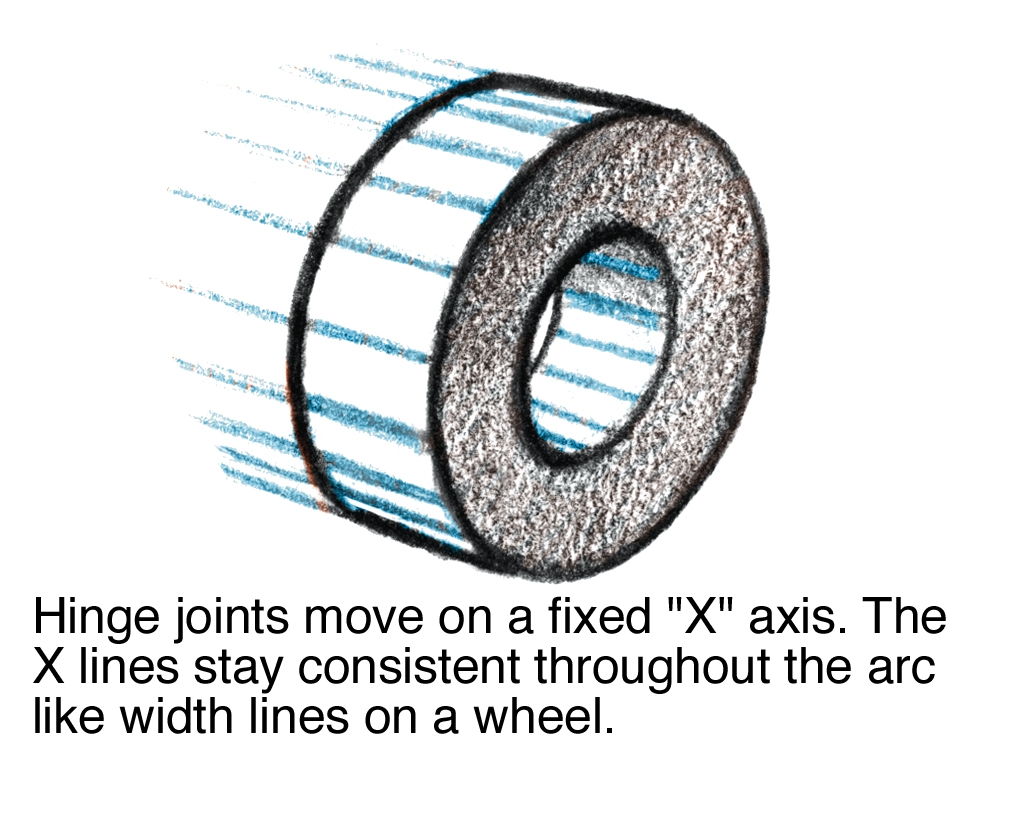 Hinge joints move on a fixed "X" axis. The
X lines stay consistent throughout the arc
like width lines on a wheel.